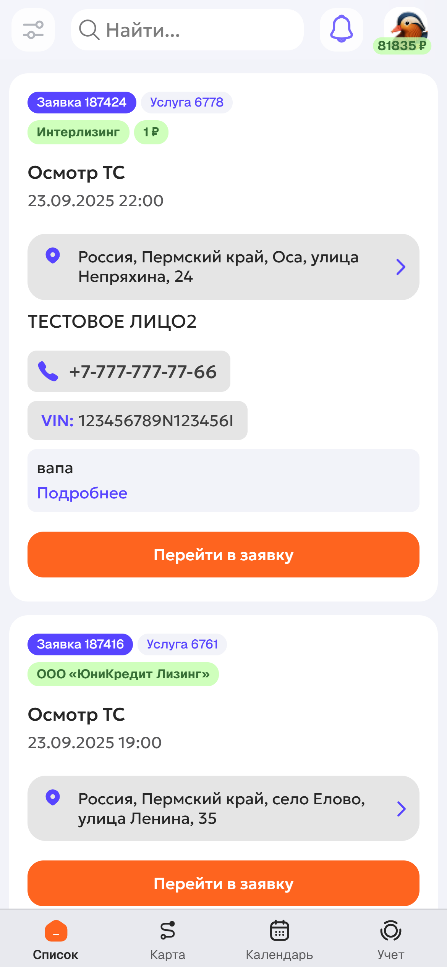 Найти...
81835 ₽
Заявка 187424 Услуга 6778
Интерлизинг 1 ₽
Осмотр ТС
23.09.2025 22:00
Россия, Пермский край, Оса, улица
Непряхина, 24
ТЕСТОВОЕ ЛИЦО2
+7-777-777-77-66
VIN: 123456789N123456I
вапа
Подробнее
Перейти в заявку
Заявка 187416 Услуга 6761
ООО «ЮниКредит Лизинг»
Осмотр ТС
23.09.2025 19:00
Россия, Пермский край, село Елово,
улица Ленина, 35
Перейти в заявку
Список Карта Календарь Учет